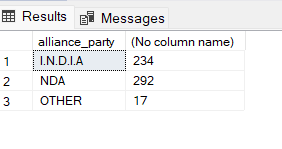 Results Messages
alliance_party (No column name)
1 I.N.D.I.A 234
2 NDA 292
3 OTHER 17